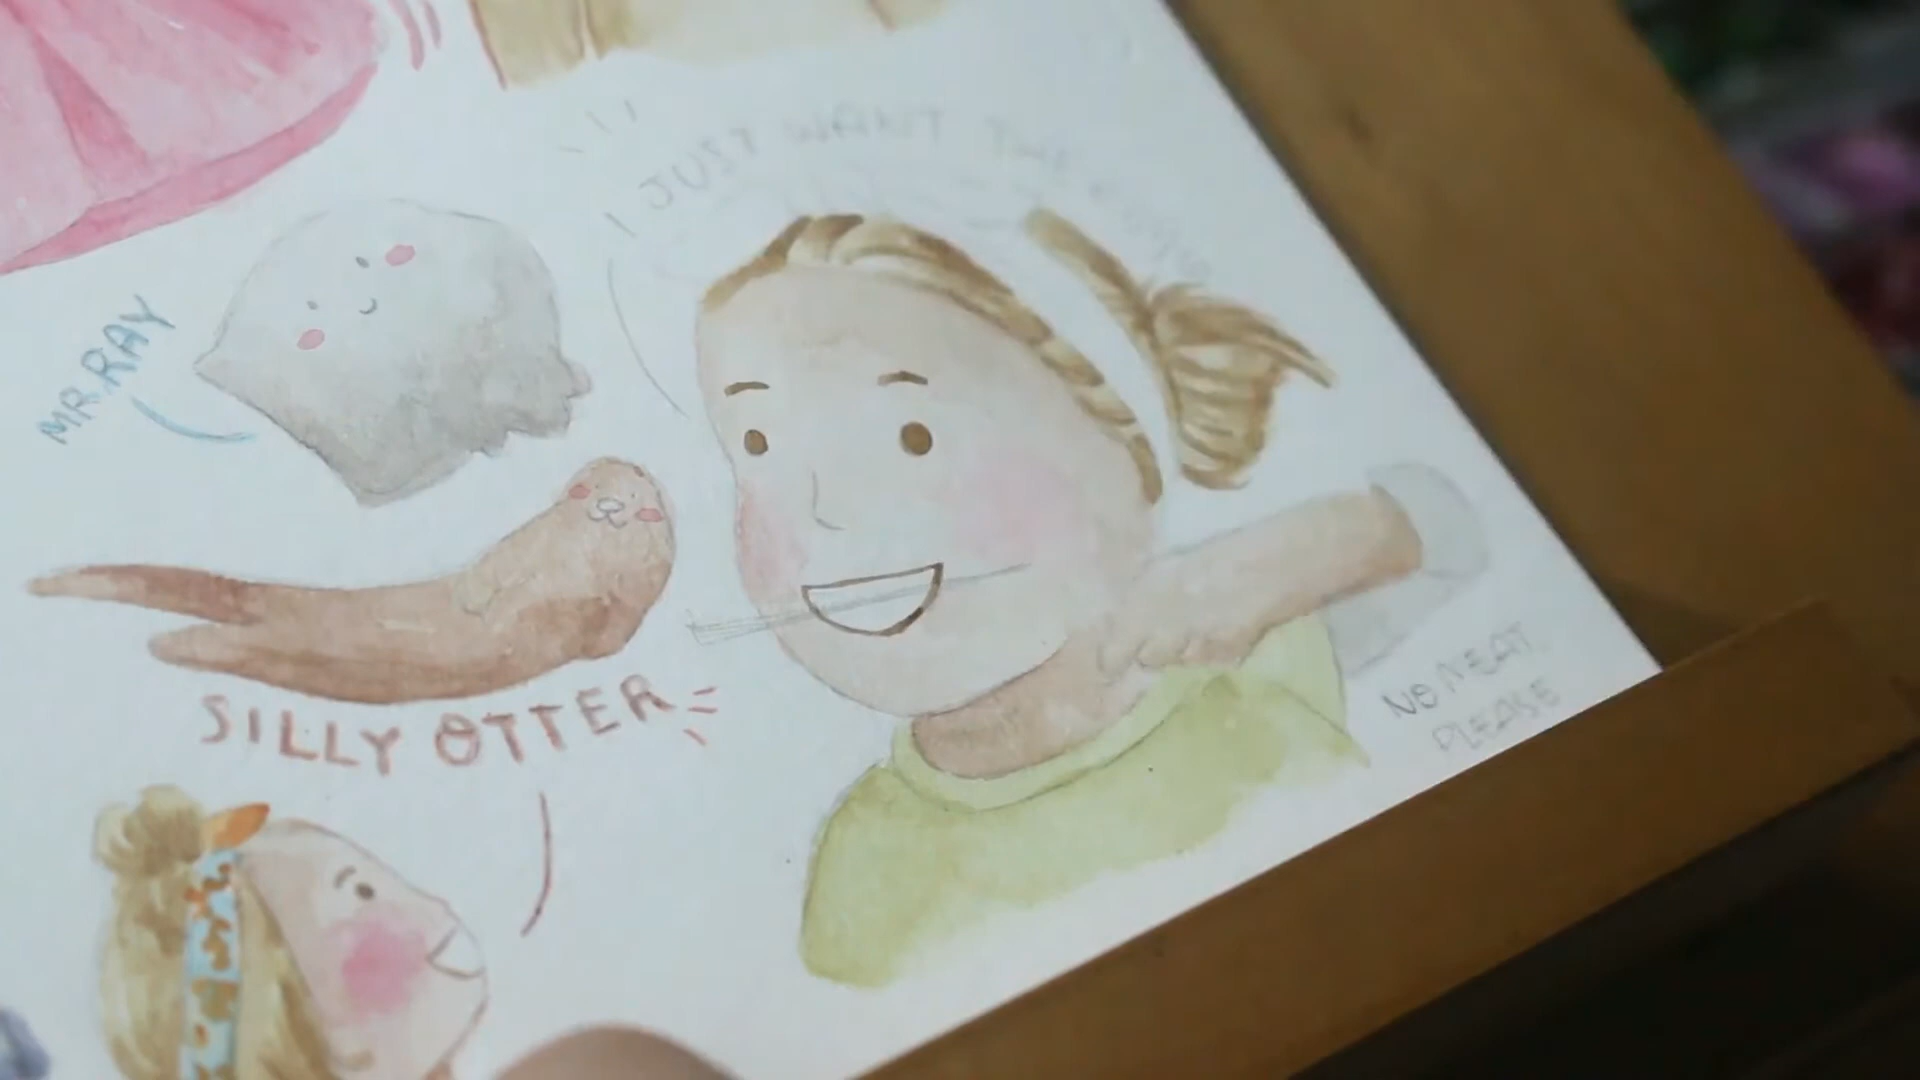 I JUST WANT THE
MR. RAY
SILLY OTTER
NO MEAT
PLEASE